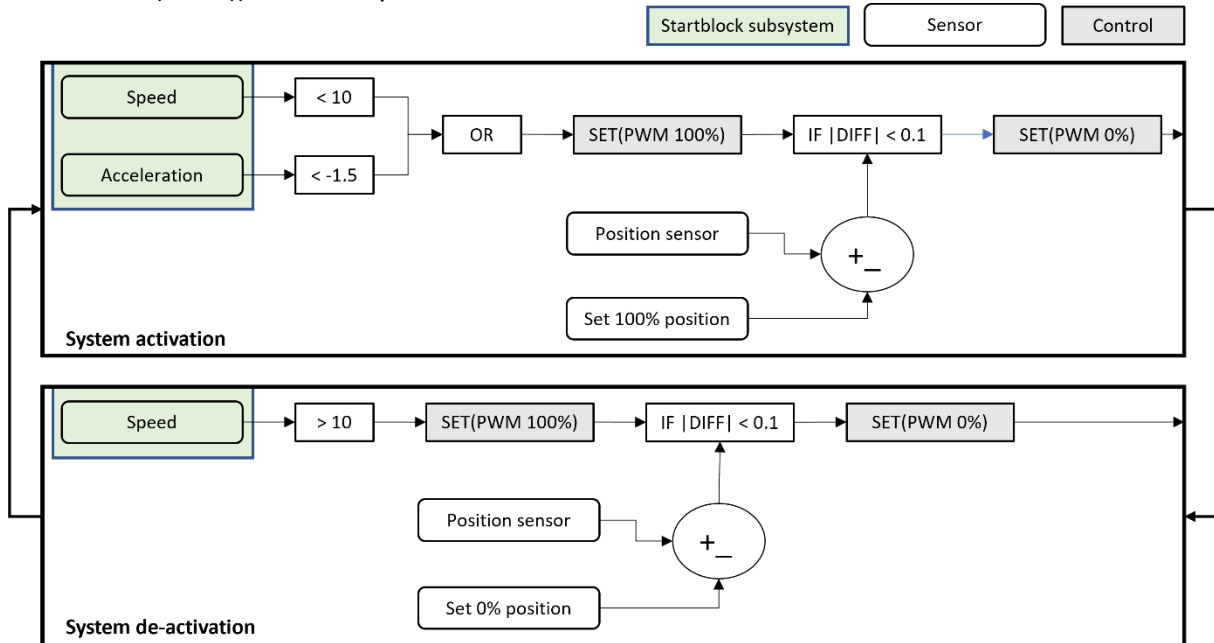 Startblock subsystem
Sensor
Control
Speed
< 10
OR
SET(PWM 100%)
IF |DIFF| < 0.1
SET(PWM 0%)
Acceleration
< -1.5
Position sensor
+_
Set 100% position
System activation
Speed
> 10
SET(PWM 100%)
IF |DIFF| < 0.1
SET(PWM 0%)
Position sensor
+_
Set 0% position
System de-activation